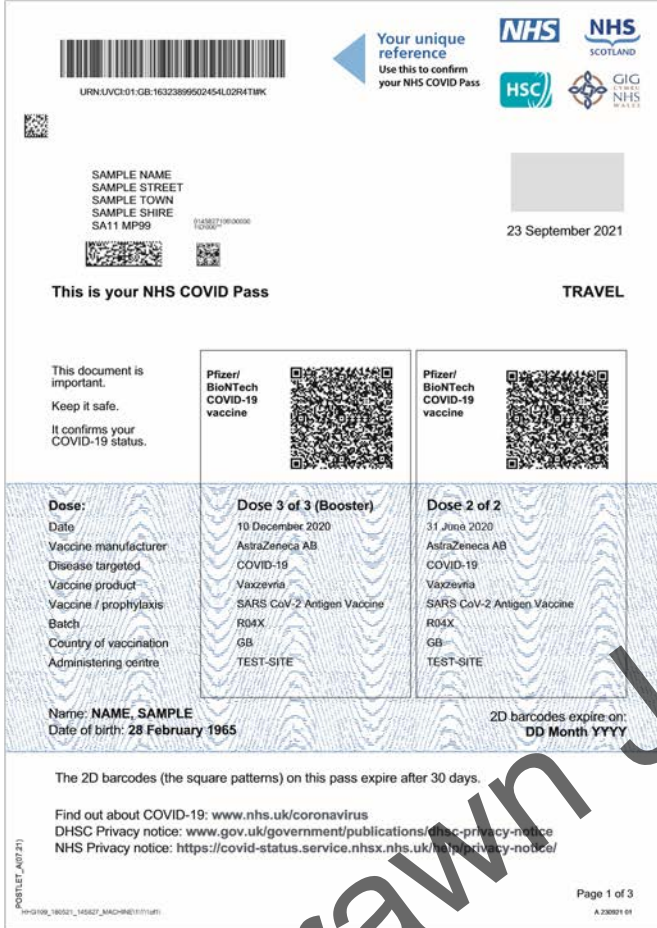 Your unique
reference
Use this to confirm
your NHS COVID Pass
NHS
NHS
SCOTLAND
HSC
GIG
CYMRU
NHS
WALES
URN:UVCI:01:GB:16323899502454L02R4TM#K
SAMPLE NAME
SAMPLE STREET
SAMPLE TOWN
SAMPLE SHIRE
SA11 MP99
23 September 2021
This is your NHS COVID Pass
TRAVEL
This document is
important.
Keep it safe.
It confirms your
COVID-19 status.
Pfizer/
BioNTech
COVID-19
vaccine
Pfizer/
BioNTech
COVID-19
vaccine
Dose: Dose 3 of 3 (Booster) Dose 2 of 2
Date 10 December 2020 31 June 2020
Vaccine manufacturer AstraZeneca AB AstraZeneca AB
Disease targeted COVID-19 COVID-19
Vaccine product Vaxzevria Vaxzevria
Vaccine / prophylaxis SARS CoV-2 Antigen Vaccine SARS CoV-2 Antigen Vaccine
Batch R04X R04X
Country of vaccination GB GB
Administering centre TEST-SITE TEST-SITE
Name: NAME, SAMPLE
Date of birth: 28 February 1965
2D barcodes expire on:
DD Month YYYY
The 2D barcodes (the square patterns) on this pass expire after 30 days.
Find out about COVID-19: www.nhs.uk/coronavirus
DHSC Privacy notice: www.gov.uk/government/publications/dhsc-privacy-notice
NHS Privacy notice: https://covid-status.service.nhsx.nhs.uk/help/privacy-notice/
POSTLET_A(07.21)
Page 1 of 3
A 230921 01